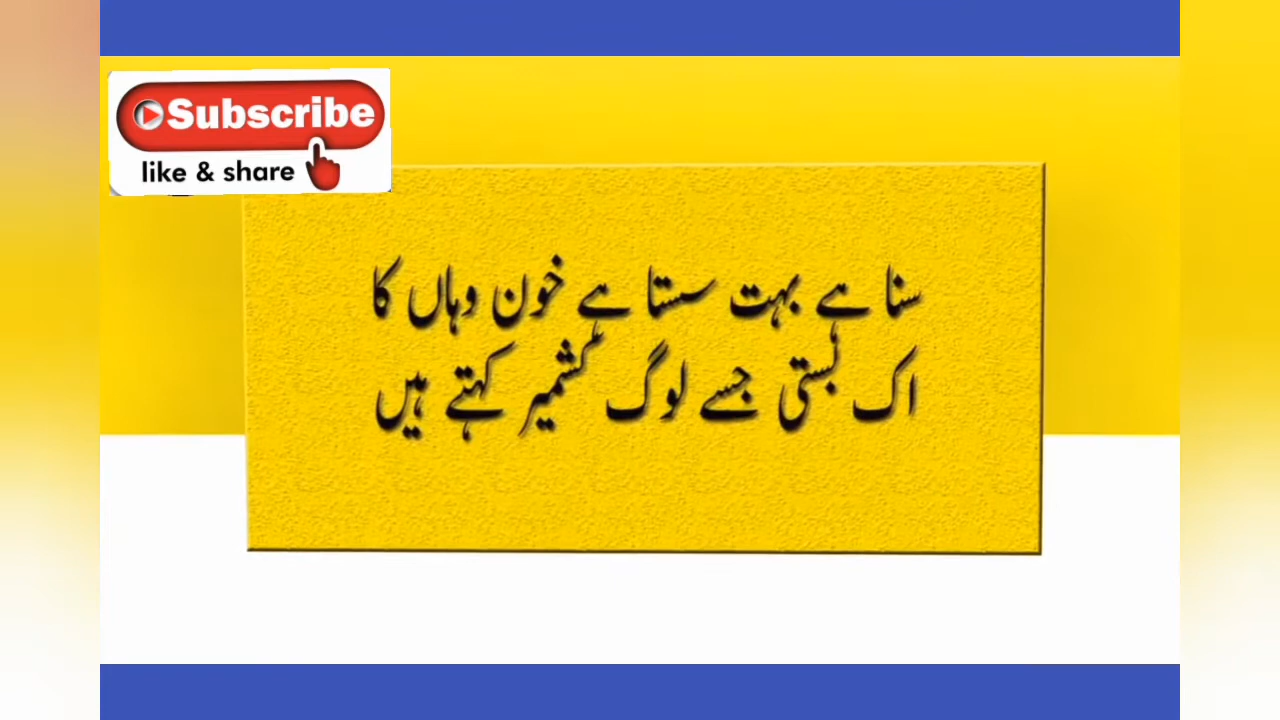 Subscribe
like & share
سنا ہے بہت سستا ہے خون وہاں کا
اک بستی جسے لوگ کشمیر کہتے ہیں